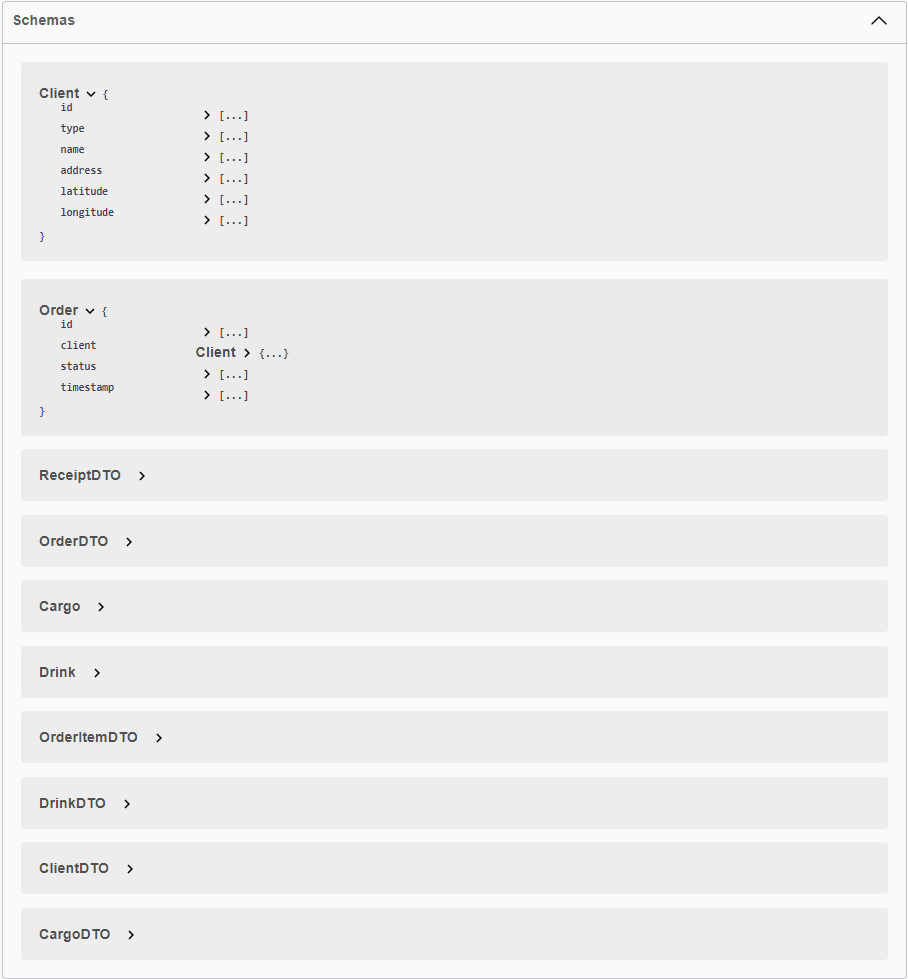 Schemas
Client {
id [...]
type [...]
name [...]
address [...]
latitude [...]
longitude [...]
}
Order {
id [...]
client Client {...}
status [...]
timestamp [...]
}
ReceiptDTO
OrderDTO
Cargo
Drink
OrderItemDTO
DrinkDTO
ClientDTO
CargoDTO